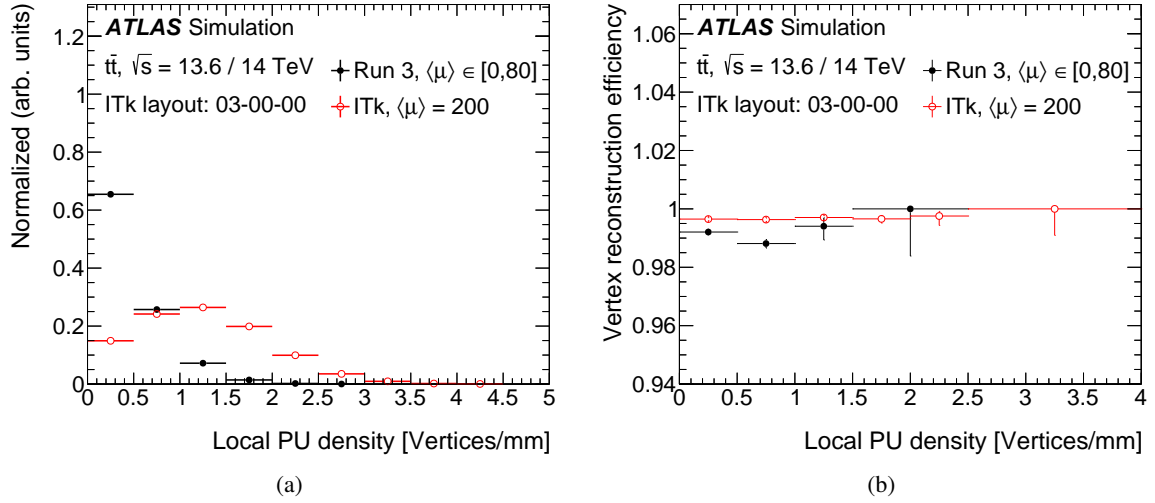 ATLAS Simulation
tt̄, √s = 13.6 / 14 TeV
ITk layout: 03-00-00
Run 3, ⟨μ⟩ ∈ [0,80]
ITk, ⟨μ⟩ = 200
Normalized (arb. units)
1.2
1
0.8
0.6
0.4
0.2
0
0 0.5 1 1.5 2 2.5 3 3.5 4 4.5 5
Local PU density [Vertices/mm]
(a)
ATLAS Simulation
tt̄, √s = 13.6 / 14 TeV
ITk layout: 03-00-00
Run 3, ⟨μ⟩ ∈ [0,80]
ITk, ⟨μ⟩ = 200
Vertex reconstruction efficiency
1.06
1.04
1.02
1
0.98
0.96
0.94
0 0.5 1 1.5 2 2.5 3 3.5 4
Local PU density [Vertices/mm]
(b)